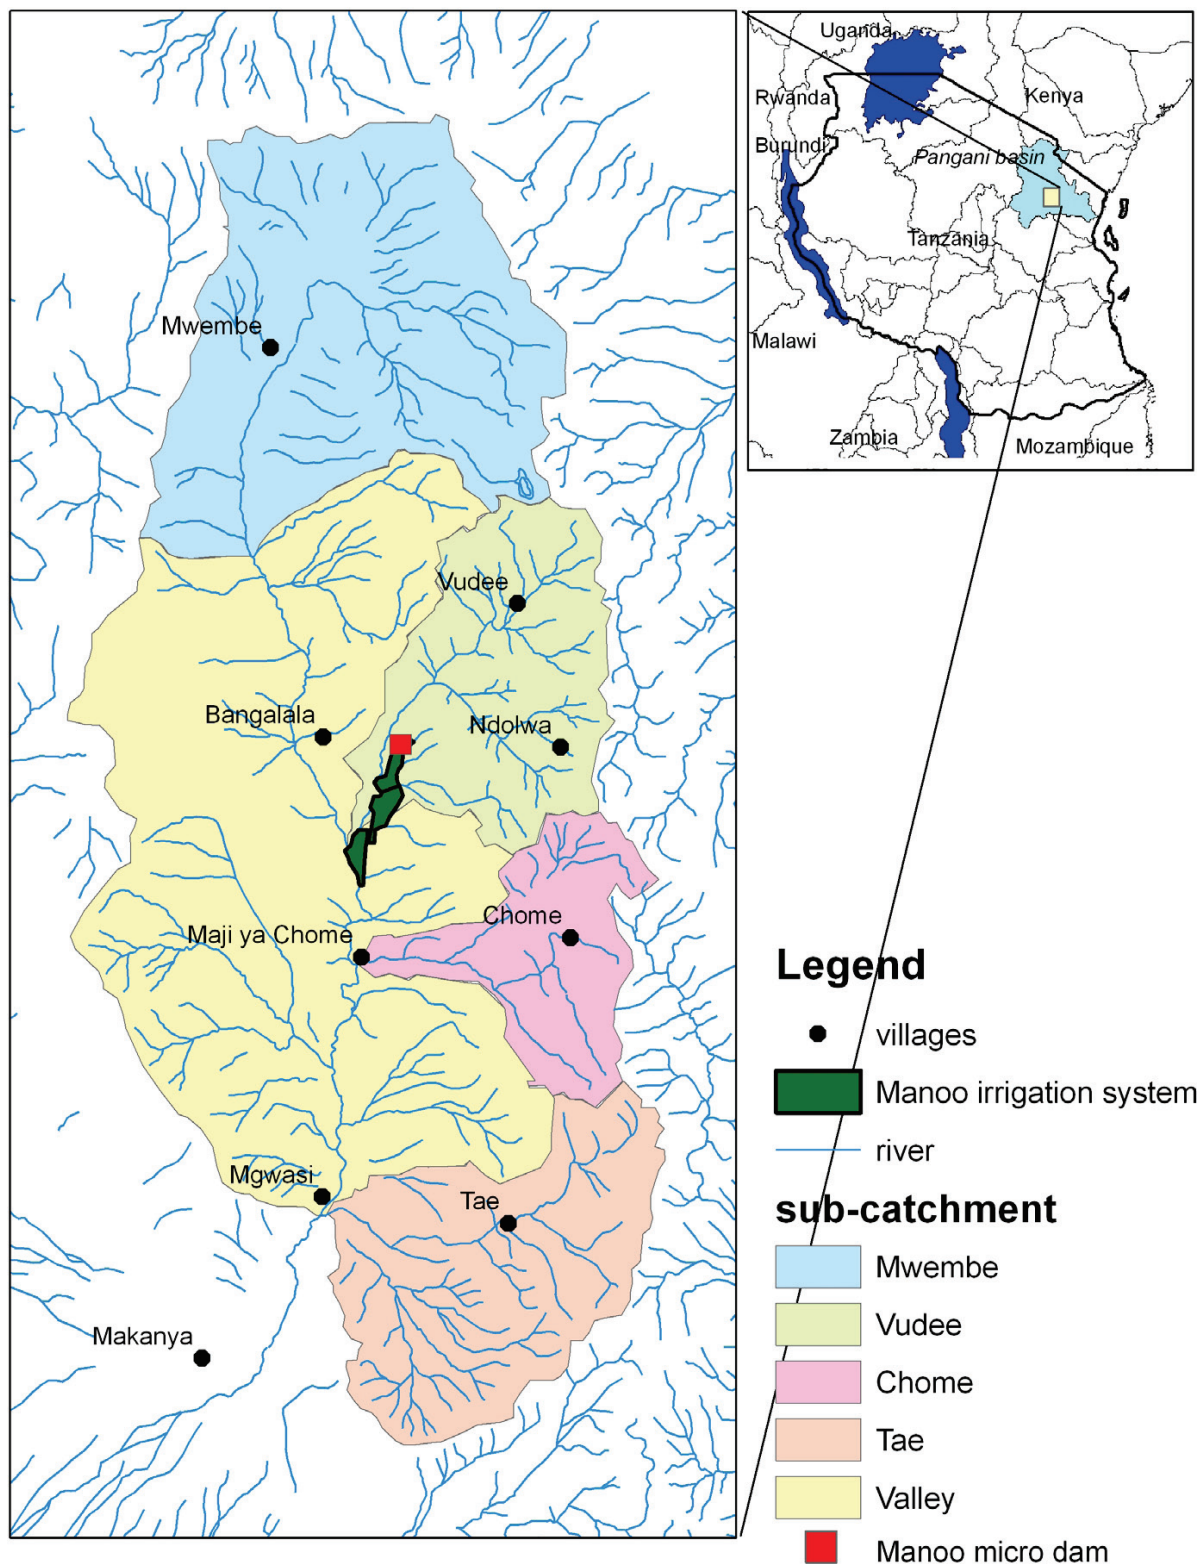 Mwembe
Vudee
Bangalala
Ndolwa
Chome
Maji ya Chome
Mgwasi
Tae
Makanya
Uganda
Rwanda
Kenya
Burundi
Pangani basin
Tanzania
Malawi
Zambia
Mozambique
Legend
villages
Manoo irrigation system
river
sub-catchment
Mwembe
Vudee
Chome
Tae
Valley
Manoo micro dam